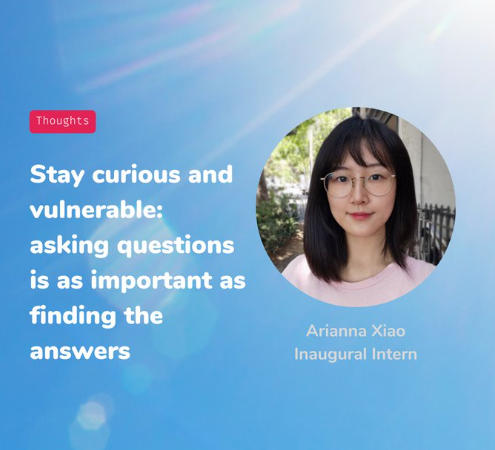 Thoughts
Stay curious and
vulnerable:
asking questions
is as important as
finding the
answers
Arianna Xiao
Inaugural Intern